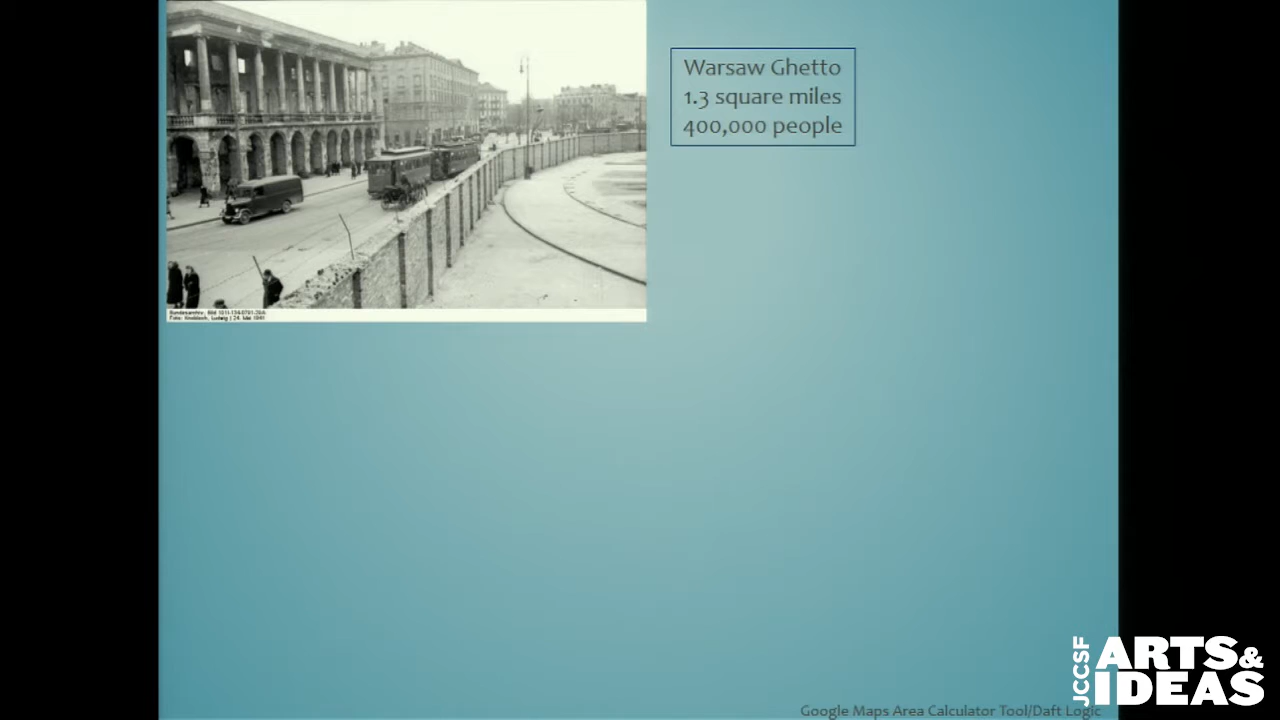 Warsaw Ghetto
1.3 square miles
400,000 people
Google Maps Area Calculator Tool/Daft Logic
JCCSF
ARTS&
IDEAS